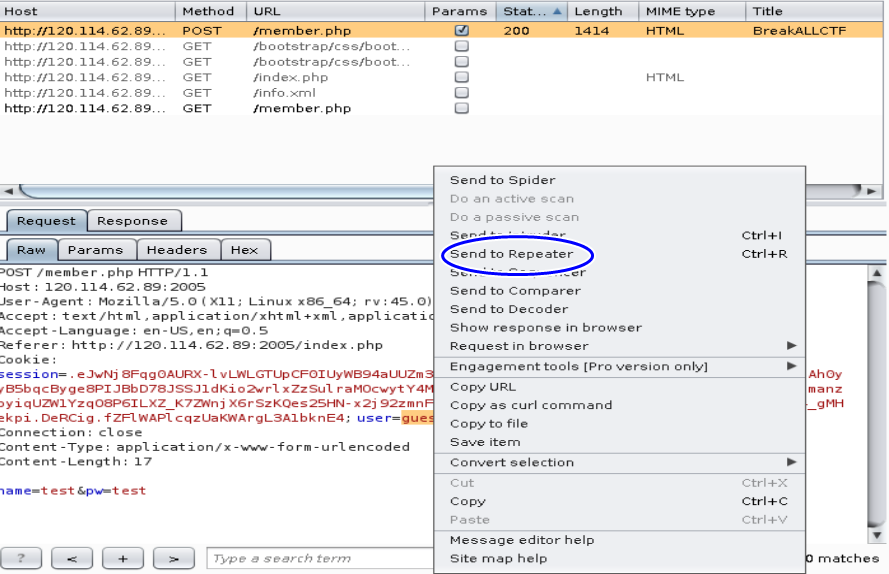 Host Method URL Params Stat... ▲ Length MIME type Title
http://120.114.62.89... POST /member.php 200 1414 HTML BreakALLCTF
http://120.114.62.89... GET /bootstrap/css/boot...
http://120.114.62.89... GET /bootstrap/css/boot...
http://120.114.62.89... GET /index.php HTML
http://120.114.62.89... GET /info.xml
http://120.114.62.89... GET /member.php
Send to Spider
Do an active scan
Do a passive scan
Send to Intruder Ctrl+I
Send to Repeater Ctrl+R
Send to Sequencer
Send to Comparer
Send to Decoder
Show response in browser
Request in browser
Engagement tools [Pro version only]
Copy URL
Copy as curl command
Copy to file
Save item
Convert selection
Cut Ctrl+X
Copy Ctrl+C
Paste Ctrl+V
Message editor help
Site map help
Request Response
Raw Params Headers Hex
POST /member.php HTTP/1.1
Host: 120.114.62.89:2005
User-Agent: Mozilla/5.0 (X11; Linux x86_64; rv:45.0)
Accept: text/html,application/xhtml+xml,applicatio
Accept-Language: en-US,en;q=0.5
Referer: http://120.114.62.89:2005/index.php
Cookie:
session=.eJwNj8Fqg0AURX-lvLWLGTUpCF0IUyWB94aUUZm3 Ah0y
yB5bqcByge8PIJBbD78JSSJ1dKio2wrlxZzSulraM0cwytY4M manz
oyiqUZW1Yzq08P6ILXZ_K7ZWnjX6rSzKQes25HN-x2j92zmnF _gMH
ekpi.DeRCig.fZFlWAPlcqzUaKWArgL3A1bknE4; user=gues
Connection: close
Content-Type: application/x-www-form-urlencoded
Content-Length: 17
name=test&pw=test
? < + > Type a search term 0 matches